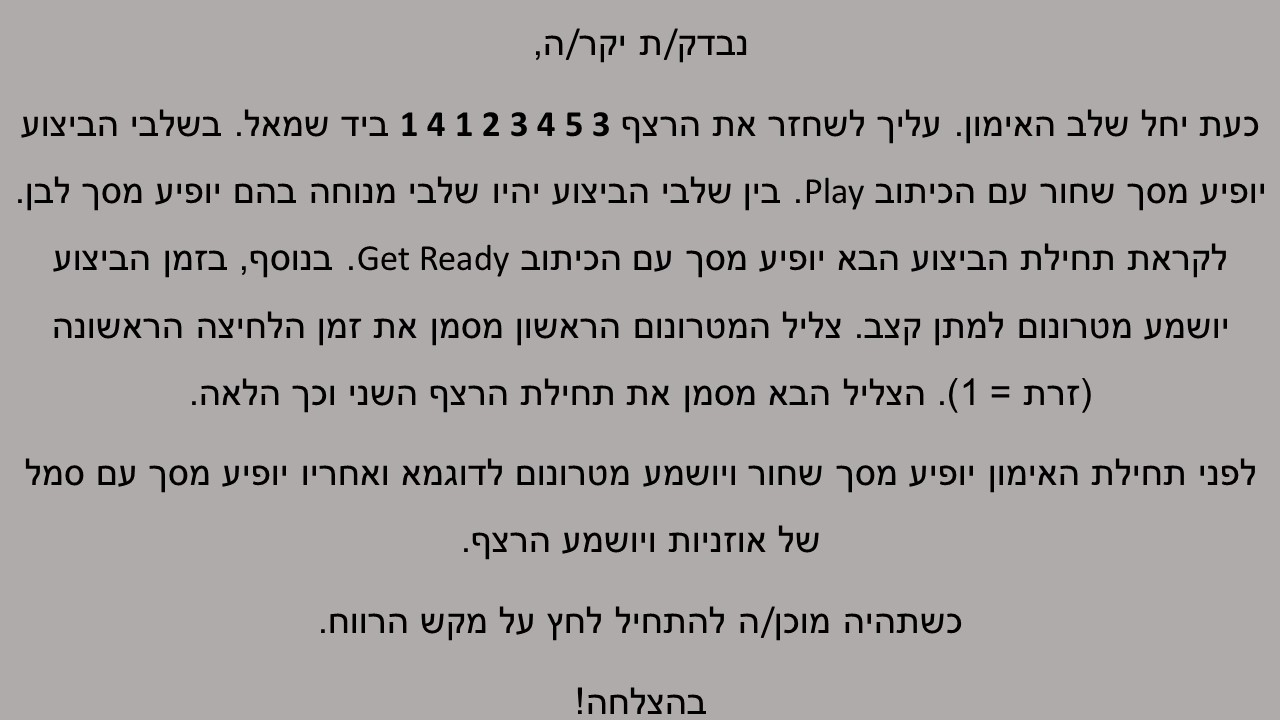 נבדק/ת יקר/ה,
כעת יחל שלב האימון. עליך לשחזר את הרצף 1 4 1 2 3 4 5 3 ביד שמאל. בשלבי הביצוע
יופיע מסך שחור עם הכיתוב Play. בין שלבי הביצוע יהיו שלבי מנוחה בהם יופיע מסך לבן.
לקראת תחילת הביצוע הבא יופיע מסך עם הכיתוב Get Ready. בנוסף, בזמן הביצוע
יושמע מטרונום למתן קצב. צליל המטרונום הראשון מסמן את זמן הלחיצה הראשונה
(זרת = 1). הצליל הבא מסמן את תחילת הרצף השני וכך הלאה.
לפני תחילת האימון יופיע מסך שחור ויושמע מטרונום לדוגמא ואחריו יופיע מסך עם סמל
של אוזניות ויושמע הרצף.
כשתהיה מוכן/ה להתחיל לחץ על מקש הרווח.
בהצלחה!